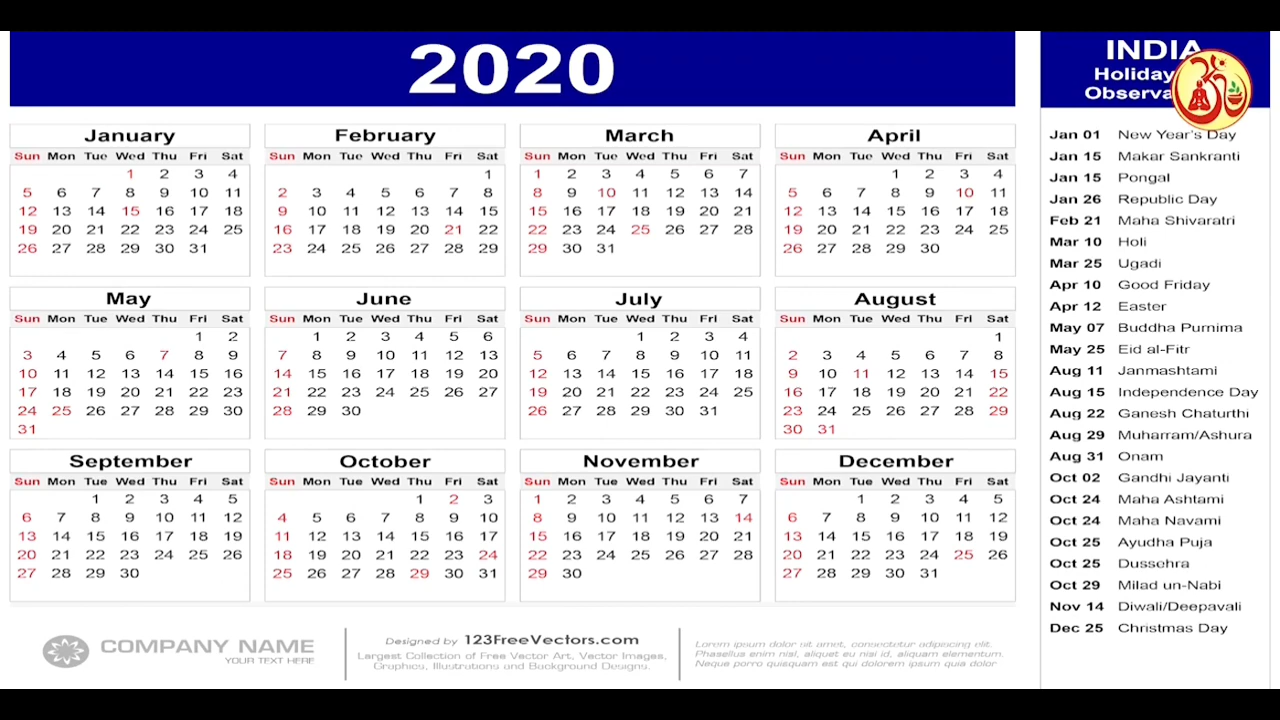 2020
January
Sun Mon Tue Wed Thu Fri Sat
1 2 3 4
5 6 7 8 9 10 11
12 13 14 15 16 17 18
19 20 21 22 23 24 25
26 27 28 29 30 31
February
Sun Mon Tue Wed Thu Fri Sat
1
2 3 4 5 6 7 8
9 10 11 12 13 14 15
16 17 18 19 20 21 22
23 24 25 26 27 28 29
March
Sun Mon Tue Wed Thu Fri Sat
1 2 3 4 5 6 7
8 9 10 11 12 13 14
15 16 17 18 19 20 21
22 23 24 25 26 27 28
29 30 31
April
Sun Mon Tue Wed Thu Fri Sat
1 2 3 4
5 6 7 8 9 10 11
12 13 14 15 16 17 18
19 20 21 22 23 24 25
26 27 28 29 30
May
Sun Mon Tue Wed Thu Fri Sat
1 2
3 4 5 6 7 8 9
10 11 12 13 14 15 16
17 18 19 20 21 22 23
24 25 26 27 28 29 30
31
June
Sun Mon Tue Wed Thu Fri Sat
1 2 3 4 5 6
7 8 9 10 11 12 13
14 15 16 17 18 19 20
21 22 23 24 25 26 27
28 29 30
July
Sun Mon Tue Wed Thu Fri Sat
1 2 3 4
5 6 7 8 9 10 11
12 13 14 15 16 17 18
19 20 21 22 23 24 25
26 27 28 29 30 31
August
Sun Mon Tue Wed Thu Fri Sat
1
2 3 4 5 6 7 8
9 10 11 12 13 14 15
16 17 18 19 20 21 22
23 24 25 26 27 28 29
30 31
September
Sun Mon Tue Wed Thu Fri Sat
1 2 3 4 5
6 7 8 9 10 11 12
13 14 15 16 17 18 19
20 21 22 23 24 25 26
27 28 29 30
October
Sun Mon Tue Wed Thu Fri Sat
1 2 3
4 5 6 7 8 9 10
11 12 13 14 15 16 17
18 19 20 21 22 23 24
25 26 27 28 29 30 31
November
Sun Mon Tue Wed Thu Fri Sat
1 2 3 4 5 6 7
8 9 10 11 12 13 14
15 16 17 18 19 20 21
22 23 24 25 26 27 28
29 30
December
Sun Mon Tue Wed Thu Fri Sat
1 2 3 4 5
6 7 8 9 10 11 12
13 14 15 16 17 18 19
20 21 22 23 24 25 26
27 28 29 30 31
INDIA
Holiday
Jan 01 New Year's Day
Jan 15 Makar Sankranti
Jan 15 Pongal
Jan 26 Republic Day
Feb 21 Maha Shivaratri
Mar 10 Holi
Mar 25 Ugadi
Apr 10 Good Friday
Apr 12 Easter
May 07 Buddha Purnima
May 25 Eid al-Fitr
Aug 11 Janmashtami
Aug 15 Independence Day
Aug 22 Ganesh Chaturthi
Aug 29 Muharram/Ashura
Aug 31 Onam
Oct 02 Gandhi Jayanti
Oct 24 Maha Ashtami
Oct 24 Maha Navami
Oct 25 Ayudha Puja
Oct 25 Dussehra
Oct 29 Milad un-Nabi
Nov 14 Diwali/Deepavali
Dec 25 Christmas Day
COMPANY NAME
YOUR TEXT HERE
Designed by 123FreeVectors.com
Largest Collection of Free Vector Art, Vector Images,
Graphics, Illustrations and Background Designs.
Lorem ipsum dolor sit amet, consectetur adipiscing elit.
Phasellus enim nisl, aliquet eu nisi id, aliquam elementum.
Neque porro quisquam est qui dolorem ipsum quia dolor